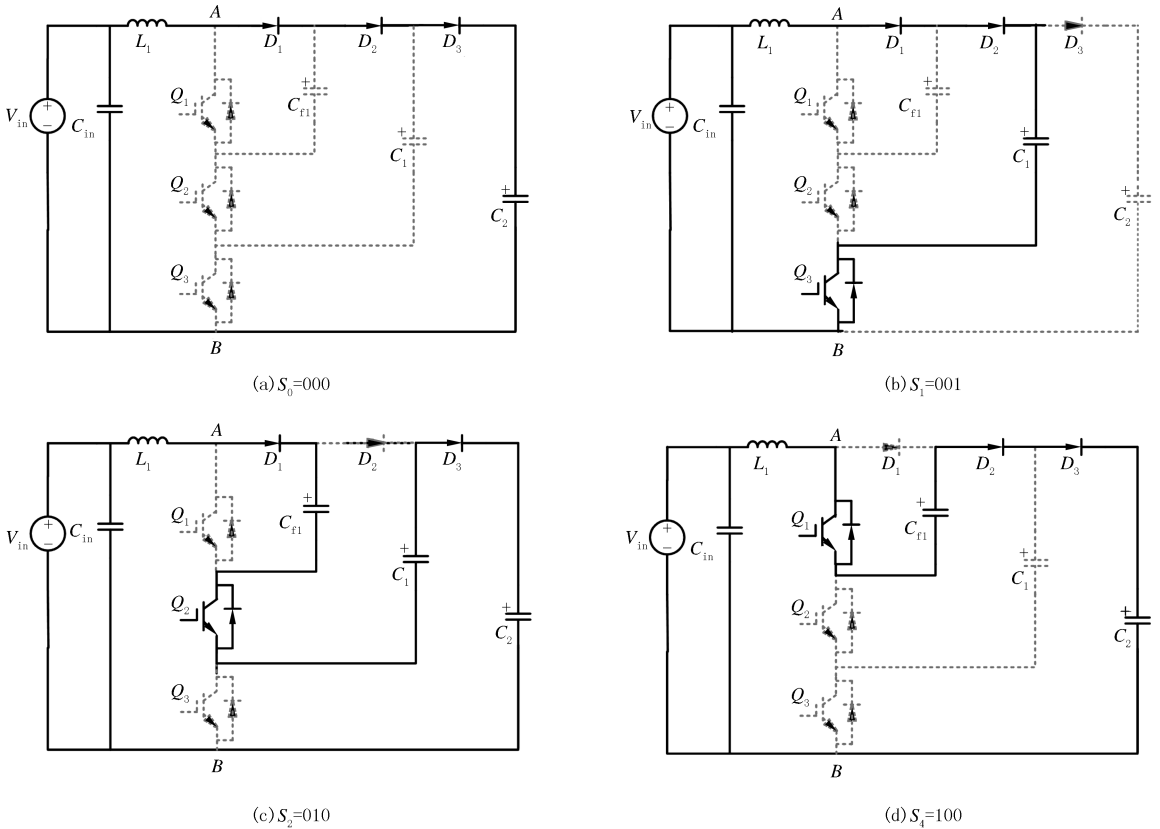 A
L1 D1 D2 D3
Q1
Vin + − Cin + Cf1
+ C1
Q2
+ C2
Q3
B
(a)S0=000
A
L1 D1 D2 D3
Q1
Vin + − Cin + Cf1
+ C1
Q2
+ C2
Q3
B
(b)S1=001
A
L1 D1 D2 D3
Q1
Vin + − Cin + Cf1
+ C1
Q2
+ C2
Q3
B
(c)S2=010
A
L1 D1 D2 D3
Q1
Vin + − Cin + Cf1
+ C1
Q2
+ C2
Q3
B
(d)S4=100